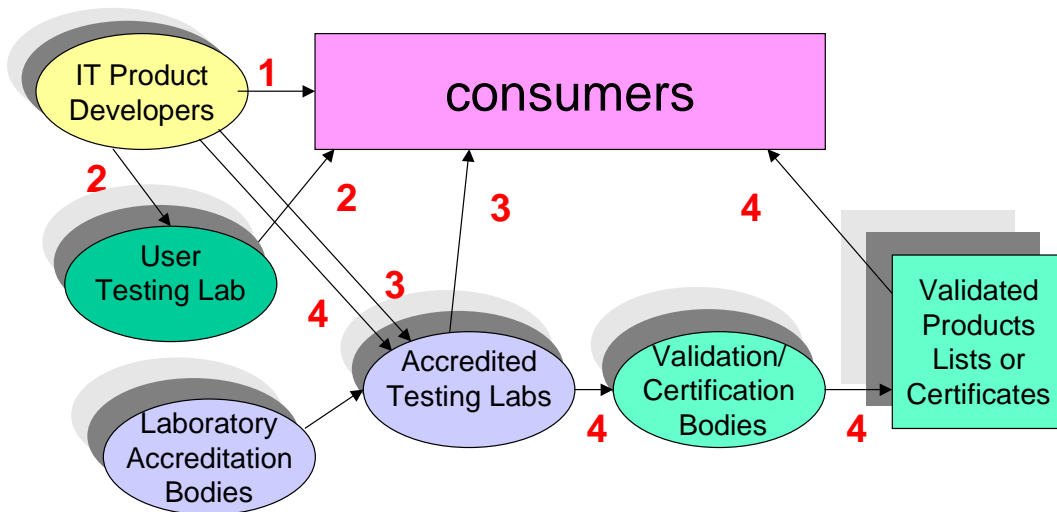 IT Product
Developers
1
consumers
2
2
3
4
User
Testing Lab
3
4
Validated
Products
Lists or
Certificates
Accredited
Testing Labs
4
Validation/
Certification
Bodies
4
Laboratory
Accreditation
Bodies